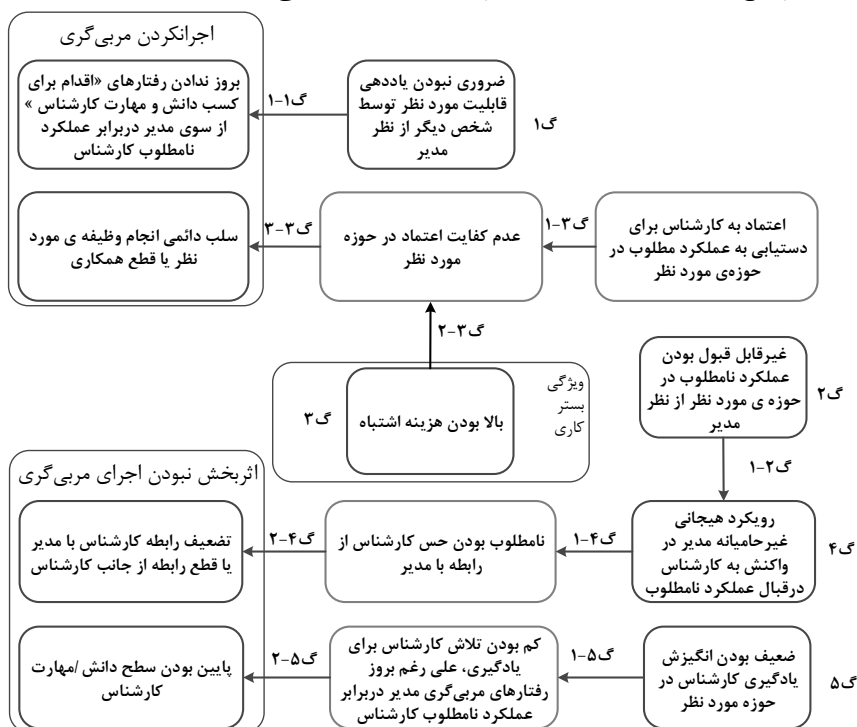 اجرانکردن مربی‌گری
بروز ندادن رفتارهای «اقدام برای
کسب دانش و مهارت کارشناس »
از سوی مدیر دربرابر عملکرد
نامطلوب کارشناس
گ۱-۱
ضروری نبودن یاددهی
قابلیت مورد نظر توسط
شخص دیگر از نظر
مدیر
گ۱
سلب دائمی انجام وظیفه ی مورد
نظر یا قطع همکاری
گ۳-۳
عدم کفایت اعتماد در حوزه
مورد نظر
گ۳-۱
اعتماد به کارشناس برای
دستیابی به عملکرد مطلوب در
حوزه‌ی مورد نظر
گ۳-۲
ویژگی
بستر
کاری
بالا بودن هزینه اشتباه
گ۳
غیرقابل قبول بودن
عملکرد نامطلوب در
حوزه ی مورد نظر از نظر
مدیر
گ۲
گ۲-۱
اثربخش نبودن اجرای مربی‌گری
تضعیف رابطه کارشناس با مدیر
یا قطع رابطه از جانب کارشناس
گ۴-۲
نامطلوب بودن حس کارشناس از
رابطه با مدیر
گ۴-۱
رویکرد هیجانی
غیرحامیانه مدیر در
واکنش به کارشناس
درقبال عملکرد نامطلوب
گ۴
پایین بودن سطح دانش /مهارت
کارشناس
گ۵-۲
کم بودن تلاش کارشناس برای
یادگیری، علی رغم بروز
رفتارهای مربی‌گری مدیر دربرابر
عملکرد نامطلوب کارشناس
گ۵-۱
ضعیف بودن انگیزش
یادگیری کارشناس در
حوزه مورد نظر
گ۵